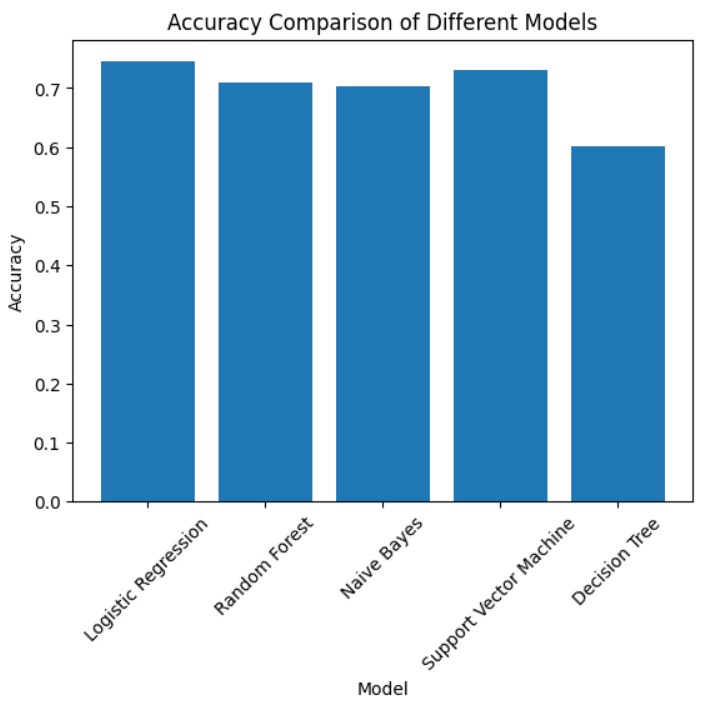 Accuracy Comparison of Different Models
Accuracy
0.7
0.6
0.5
0.4
0.3
0.2
0.1
0.0
Logistic Regression
Random Forest
Naive Bayes
Support Vector Machine
Decision Tree
Model